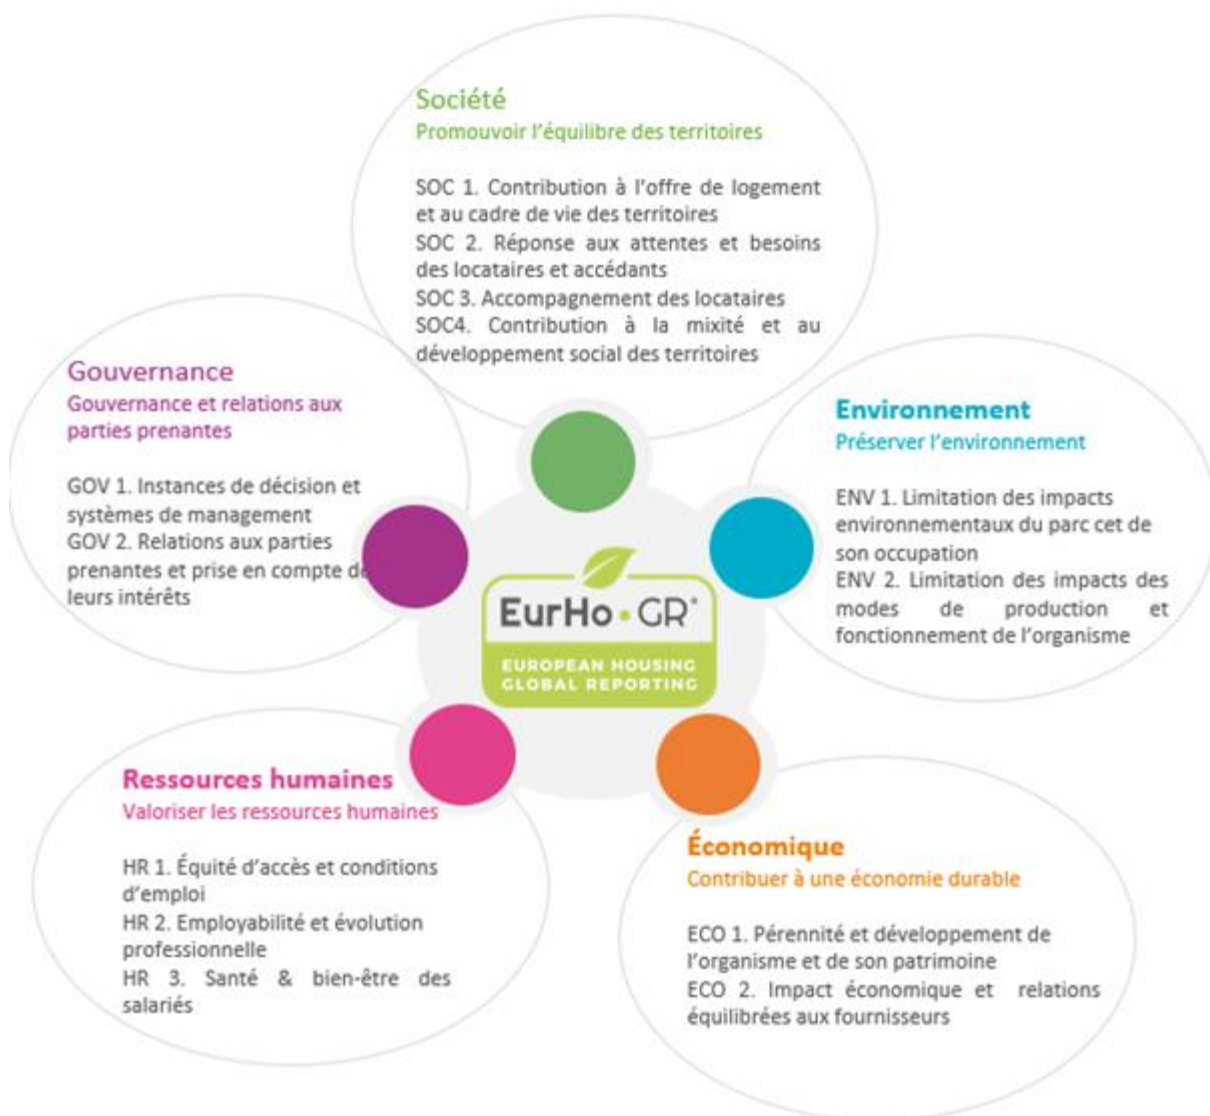 Société
Promouvoir l'équilibre des territoires
SOC 1. Contribution à l'offre de logement
et au cadre de vie des territoires
SOC 2. Réponse aux attentes et besoins
des locataires et accédants
SOC 3. Accompagnement des locataires
SOC4. Contribution à la mixité et au
développement social des territoires
Gouvernance
Gouvernance et relations aux
parties prenantes
GOV 1. Instances de décision et
systèmes de management
GOV 2. Relations aux parties
prenantes et prise en compte de
leurs intérêts
Environnement
Préserver l'environnement
ENV 1. Limitation des impacts
environnementaux du parc cet de
son occupation
ENV 2. Limitation des impacts des
modes de production et
fonctionnement de l'organisme
EurHo•GR®
EUROPEAN HOUSING
GLOBAL REPORTING
Ressources humaines
Valoriser les ressources humaines
HR 1. Équité d'accès et conditions
d'emploi
HR 2. Employabilité et évolution
professionnelle
HR 3. Santé & bien-être des
salariés
Économique
Contribuer à une économie durable
ECO 1. Pérennité et développement de
l'organisme et de son patrimoine
ECO 2. Impact économique et relations
équilibrées aux fournisseurs